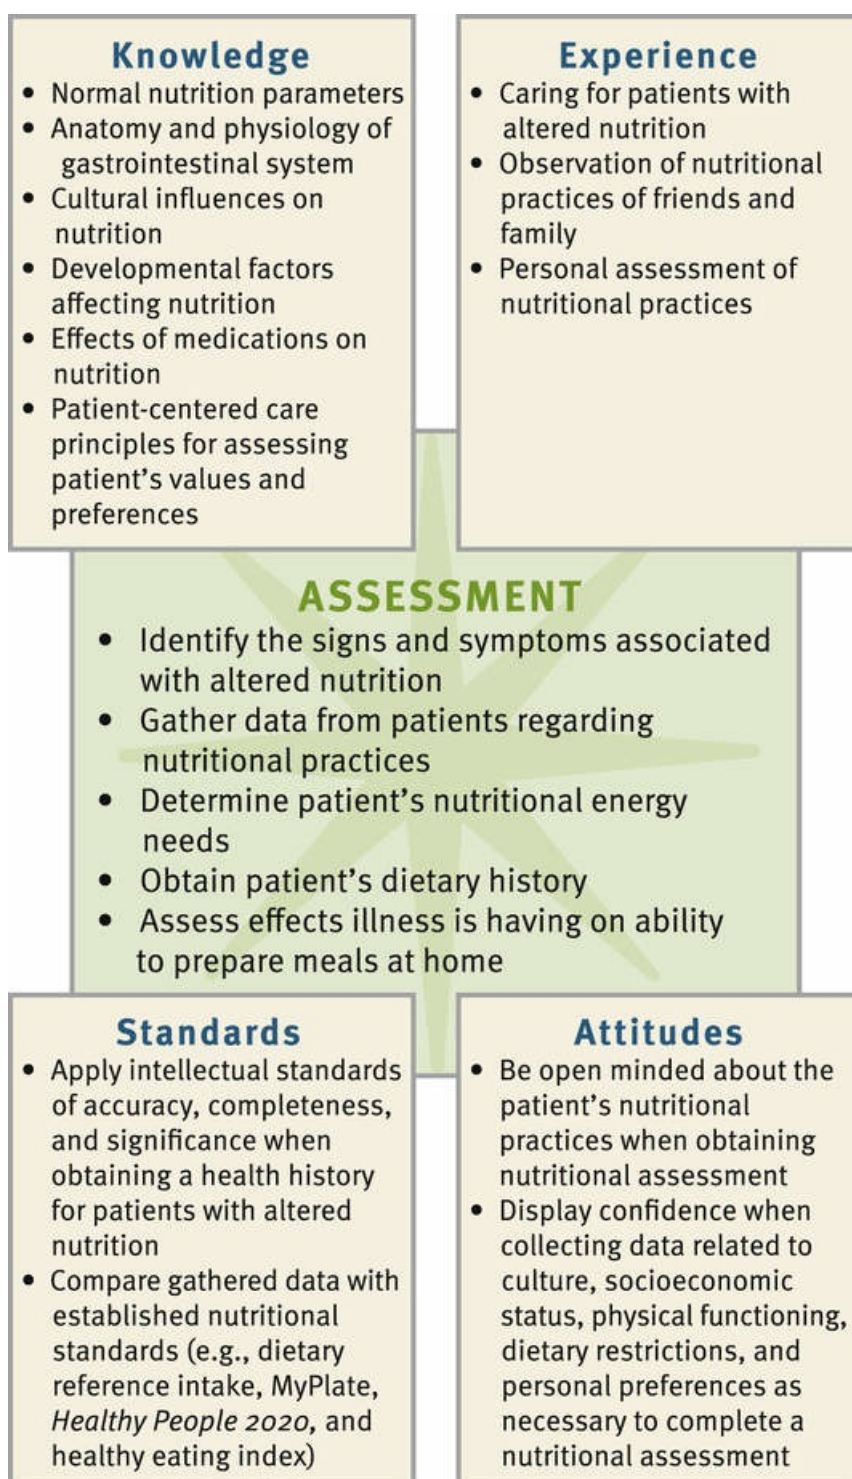 Knowledge
• Normal nutrition parameters
• Anatomy and physiology of
gastrointestinal system
• Cultural influences on
nutrition
• Developmental factors
affecting nutrition
• Effects of medications on
nutrition
• Patient-centered care
principles for assessing
patient's values and
preferences
Experience
• Caring for patients with
altered nutrition
• Observation of nutritional
practices of friends and
family
• Personal assessment of
nutritional practices
ASSESSMENT
• Identify the signs and symptoms associated
with altered nutrition
• Gather data from patients regarding
nutritional practices
• Determine patient's nutritional energy
needs
• Obtain patient's dietary history
• Assess effects illness is having on ability
to prepare meals at home
Standards
• Apply intellectual standards
of accuracy, completeness,
and significance when
obtaining a health history
for patients with altered
nutrition
• Compare gathered data with
established nutritional
standards (e.g., dietary
reference intake, MyPlate,
Healthy People 2020, and
healthy eating index)
Attitudes
• Be open minded about the
patient's nutritional
practices when obtaining
nutritional assessment
• Display confidence when
collecting data related to
culture, socioeconomic
status, physical functioning,
dietary restrictions, and
personal preferences as
necessary to complete a
nutritional assessment